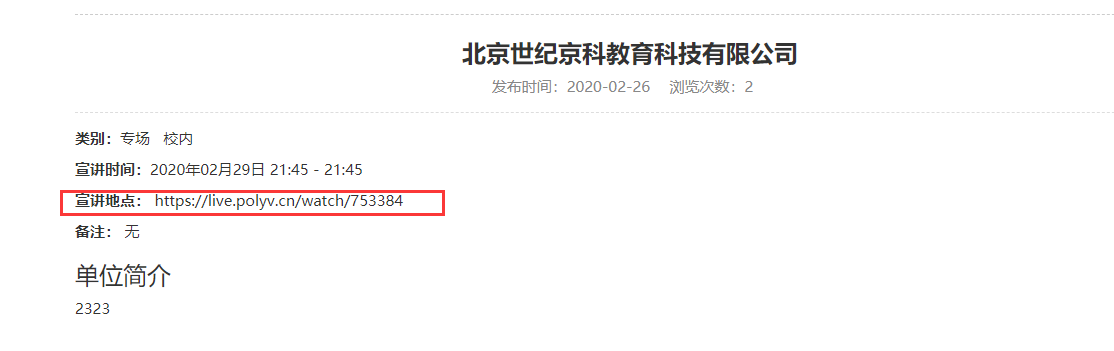 北京世纪京科教育科技有限公司
发布时间：2020-02-26 浏览次数：2
类别：专场 校内
宣讲时间：2020年02月29日 21:45 - 21:45
宣讲地点： https://live.polyv.cn/watch/753384
备注： 无
单位简介
2323